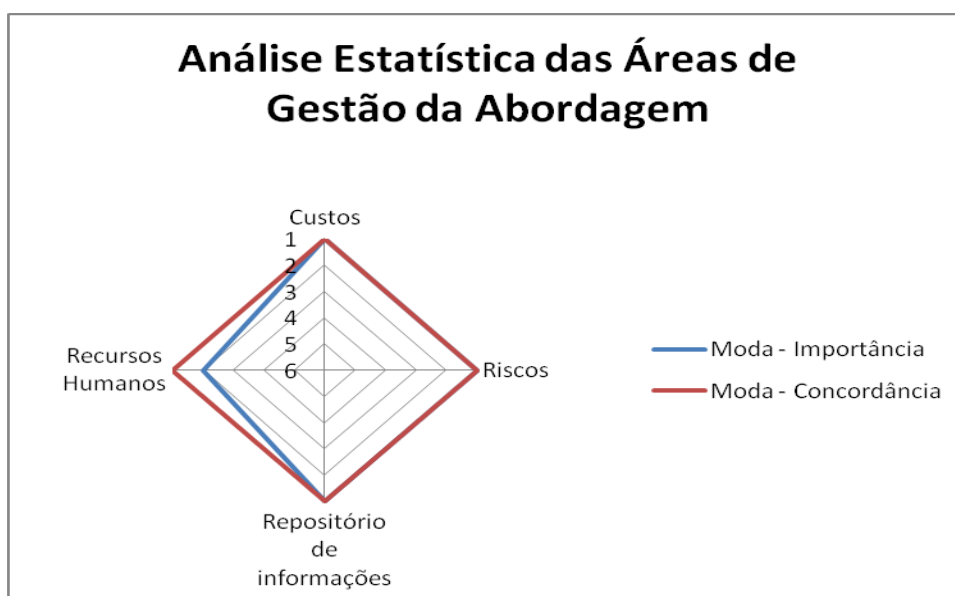 Análise Estatística das Áreas de
Gestão da Abordagem
Custos
1
2
3
4
5
6
Recursos
Humanos
Riscos
Repositório
de
informações
Moda - Importância
Moda - Concordância